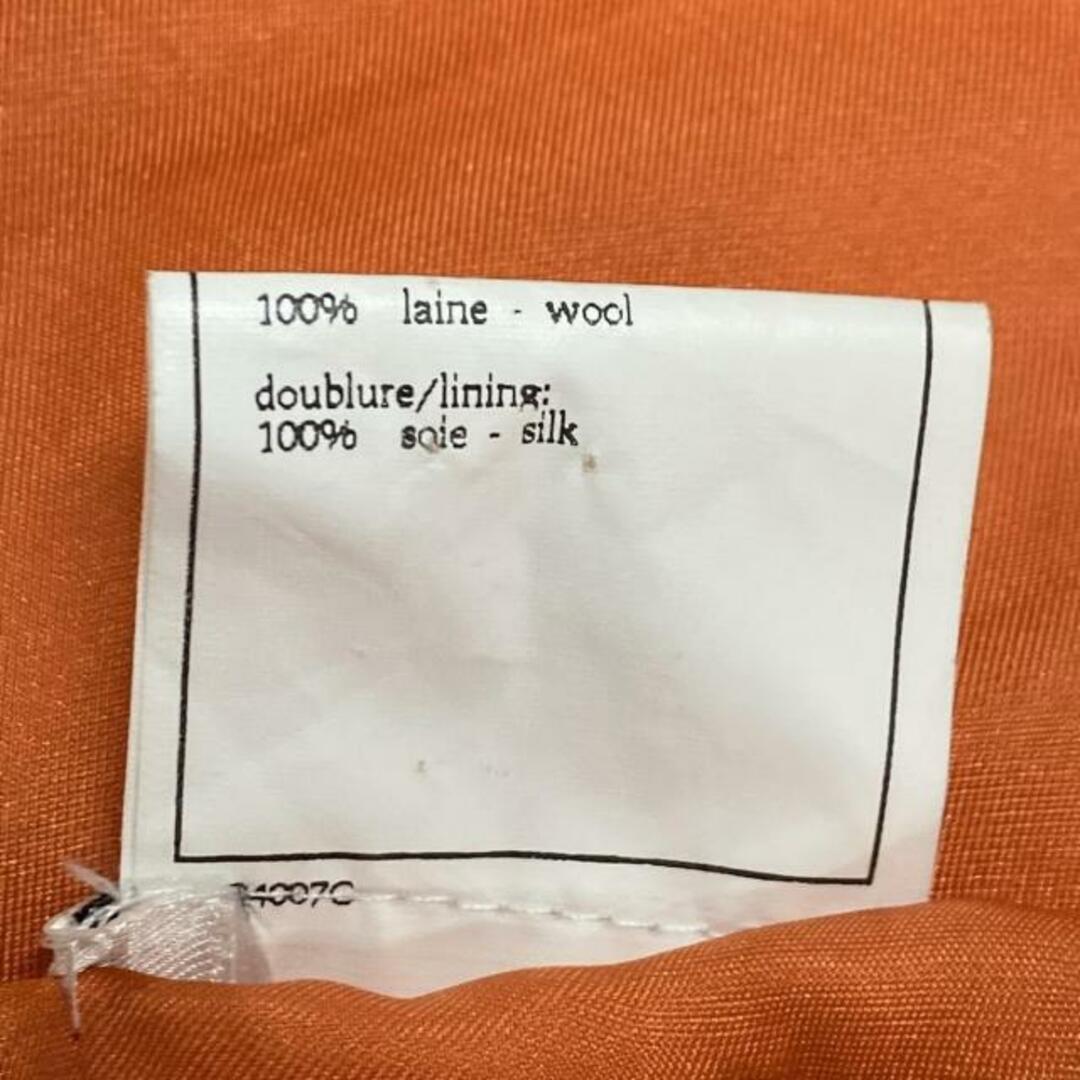 100% laine - wool
doublure/lining:
100% soie - silk